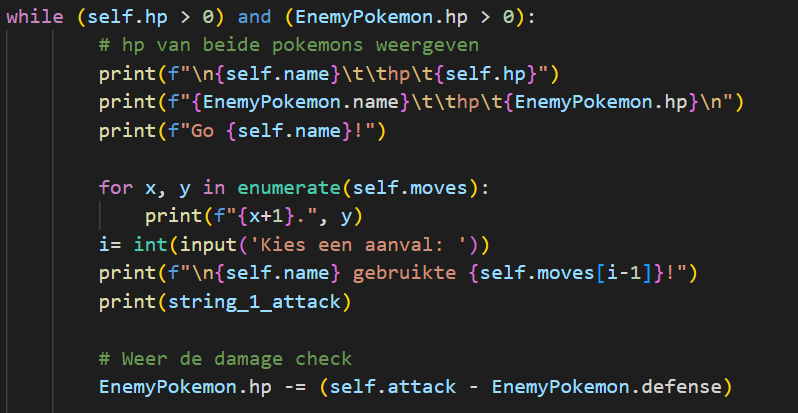 while (self.hp > 0) and (EnemyPokemon.hp > 0):
# hp van beide pokemons weergeven
print(f"\n{self.name}\t\thp\t{self.hp}")
print(f"{EnemyPokemon.name}\t\thp\t{EnemyPokemon.hp}\n")
print(f"Go {self.name}!")
for x, y in enumerate(self.moves):
print(f"{x+1}.", y)
i= int(input('Kies een aanval: '))
print(f"\n{self.name} gebruikte {self.moves[i-1]}!")
print(string_1_attack)
# Weer de damage check
EnemyPokemon.hp -= (self.attack - EnemyPokemon.defense)